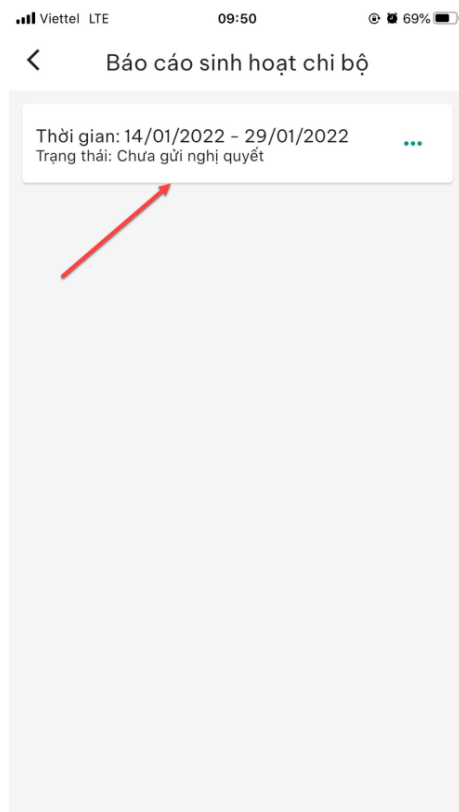 Viettel LTE 09:50 69%
Báo cáo sinh hoạt chi bộ
Thời gian: 14/01/2022 - 29/01/2022
Trạng thái: Chưa gửi nghị quyết